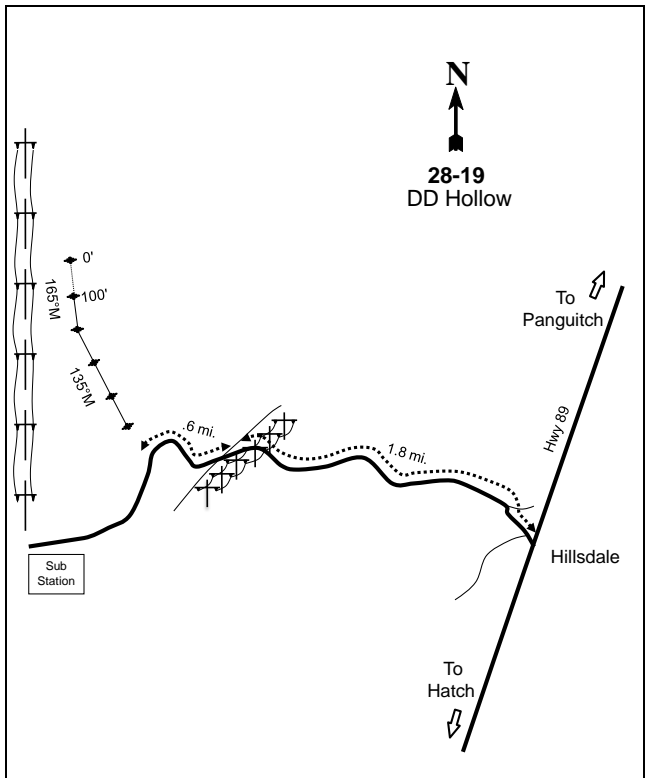 N
28-19
DD Hollow
0'
100'
165°M
135°M
To
Panguitch
Hwy 89
.6 mi.
1.8 mi.
Hillsdale
Sub
Station
To
Hatch